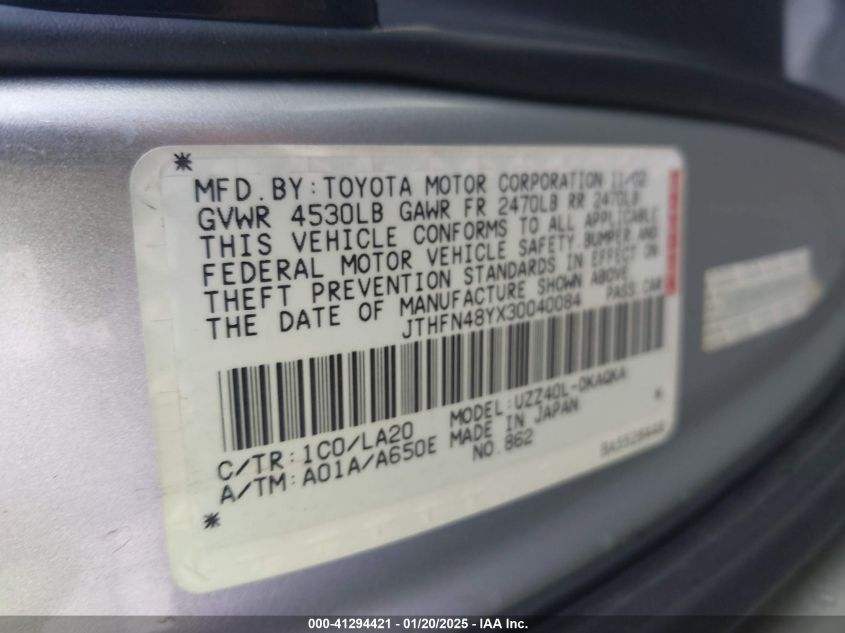 MFD. BY: TOYOTA MOTOR CORPORATION 11/02
GVWR 4530LB GAWR FR 2470LB RR 2470LB
THIS VEHICLE CONFORMS TO ALL APPLICABLE
FEDERAL MOTOR VEHICLE SAFETY, BUMPER AND
THEFT PREVENTION STANDARDS IN EFFECT ON
THE DATE OF MANUFACTURE SHOWN ABOVE.
JTHFN48YX30040084 PASS.CAR
C/TR: 1C0/LA20 MODEL: UZZ40L-DKAQKA
A/TM: A01A/A650E MADE IN JAPAN
NO. 862
000-41294421 - 01/20/2025 - IAA, Inc.